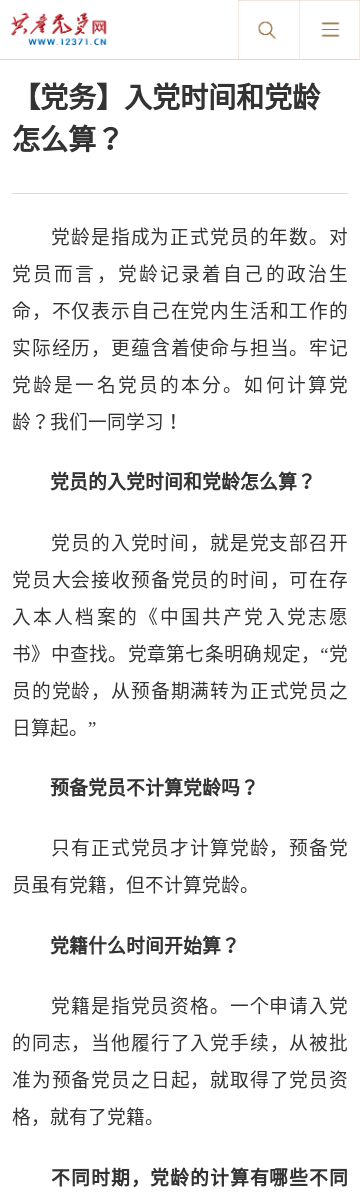 共产党员网
WWW.12371.CN
【党务】入党时间和党龄
怎么算？
党龄是指成为正式党员的年数。对
党员而言，党龄记录着自己的政治生
命，不仅表示自己在党内生活和工作的
实际经历，更蕴含着使命与担当。牢记
党龄是一名党员的本分。如何计算党
龄？我们一同学习！
党员的入党时间和党龄怎么算？
党员的入党时间，就是党支部召开
党员大会接收预备党员的时间，可在存
入本人档案的《中国共产党入党志愿
书》中查找。党章第七条明确规定，“党
员的党龄，从预备期满转为正式党员之
日算起。”
预备党员不计算党龄吗？
只有正式党员才计算党龄，预备党
员虽有党籍，但不计算党龄。
党籍什么时间开始算？
党籍是指党员资格。一个申请入党
的同志，当他履行了入党手续，从被批
准为预备党员之日起，就取得了党员资
格，就有了党籍。
不同时期，党龄的计算有哪些不同